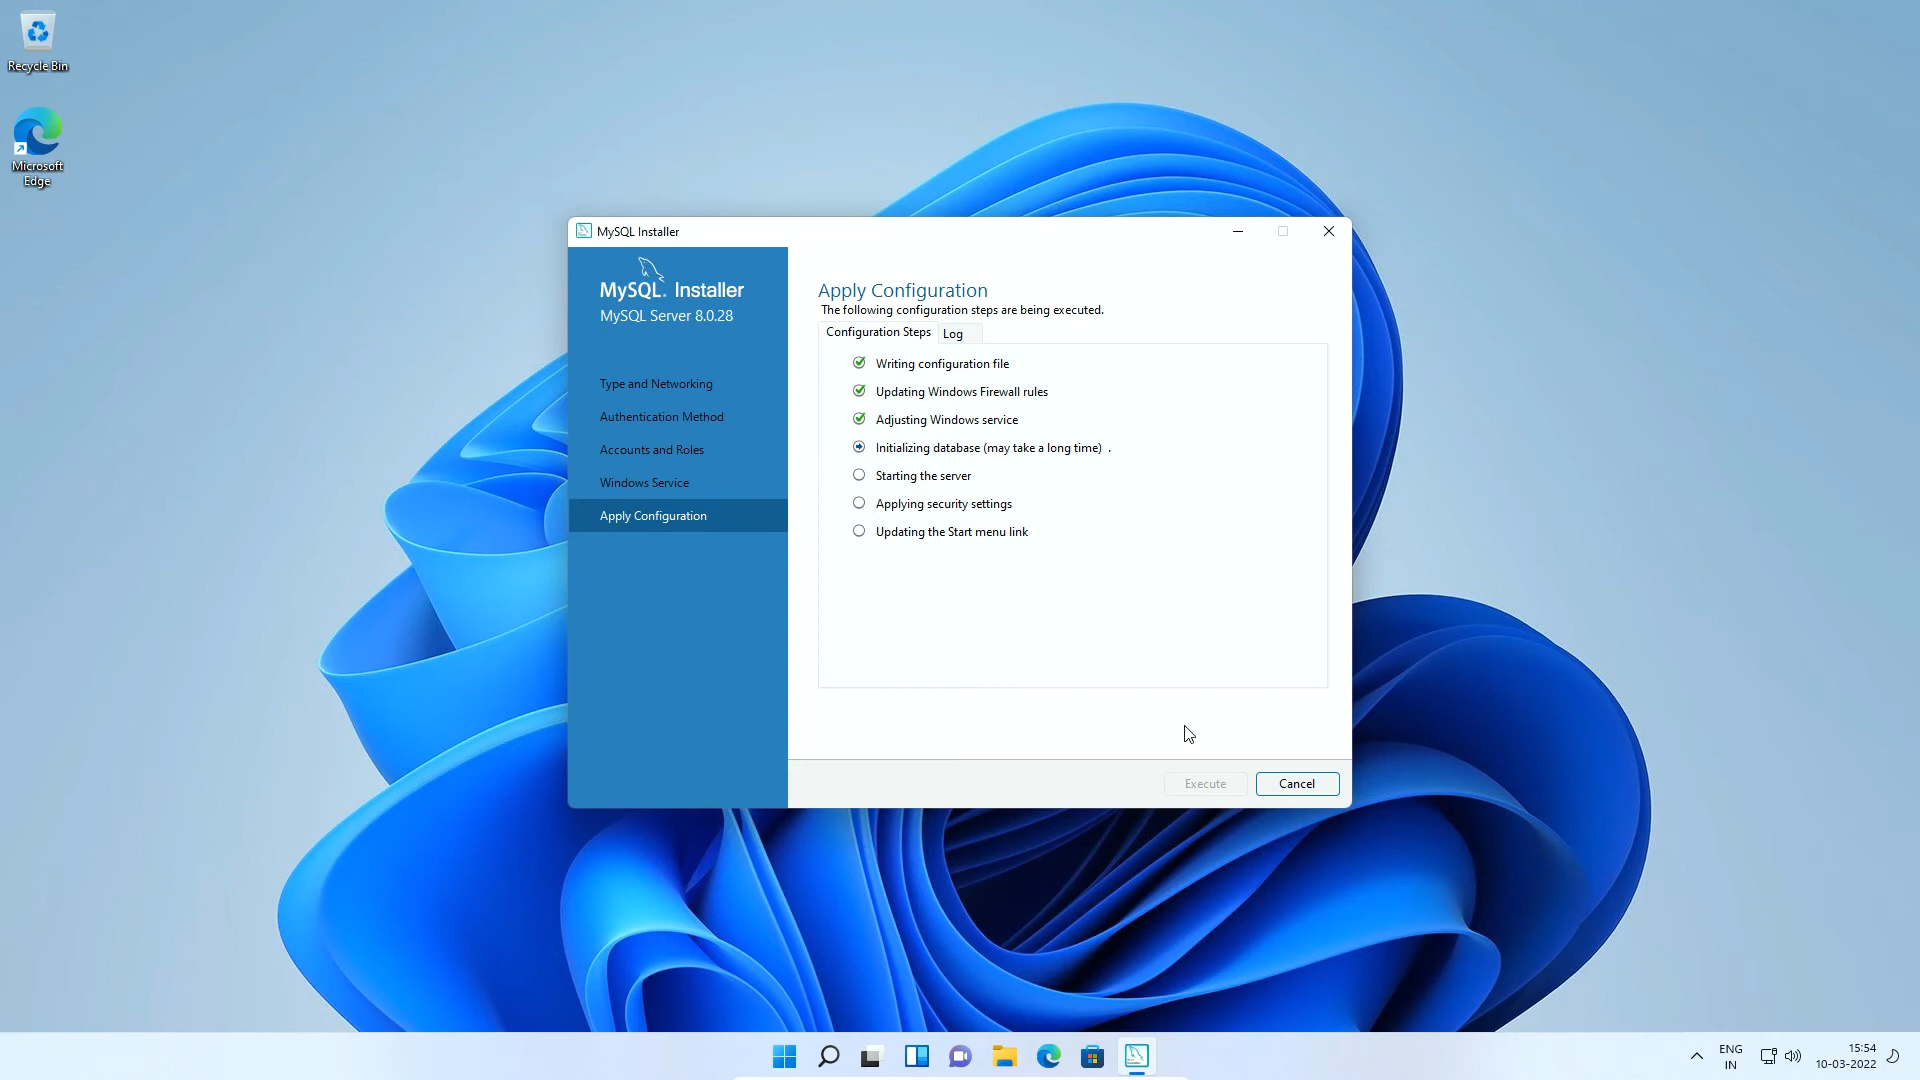 Recycle Bin
Microsoft
Edge
MySQL Installer
MySQL® Installer
MySQL Server 8.0.28
Type and Networking
Authentication Method
Accounts and Roles
Windows Service
Apply Configuration
Apply Configuration
The following configuration steps are being executed.
Configuration Steps
Log
Writing configuration file
Updating Windows Firewall rules
Adjusting Windows service
Initializing database (may take a long time) .
Starting the server
Applying security settings
Updating the Start menu link
Execute
Cancel
ENG
IN
15:54
10-03-2022